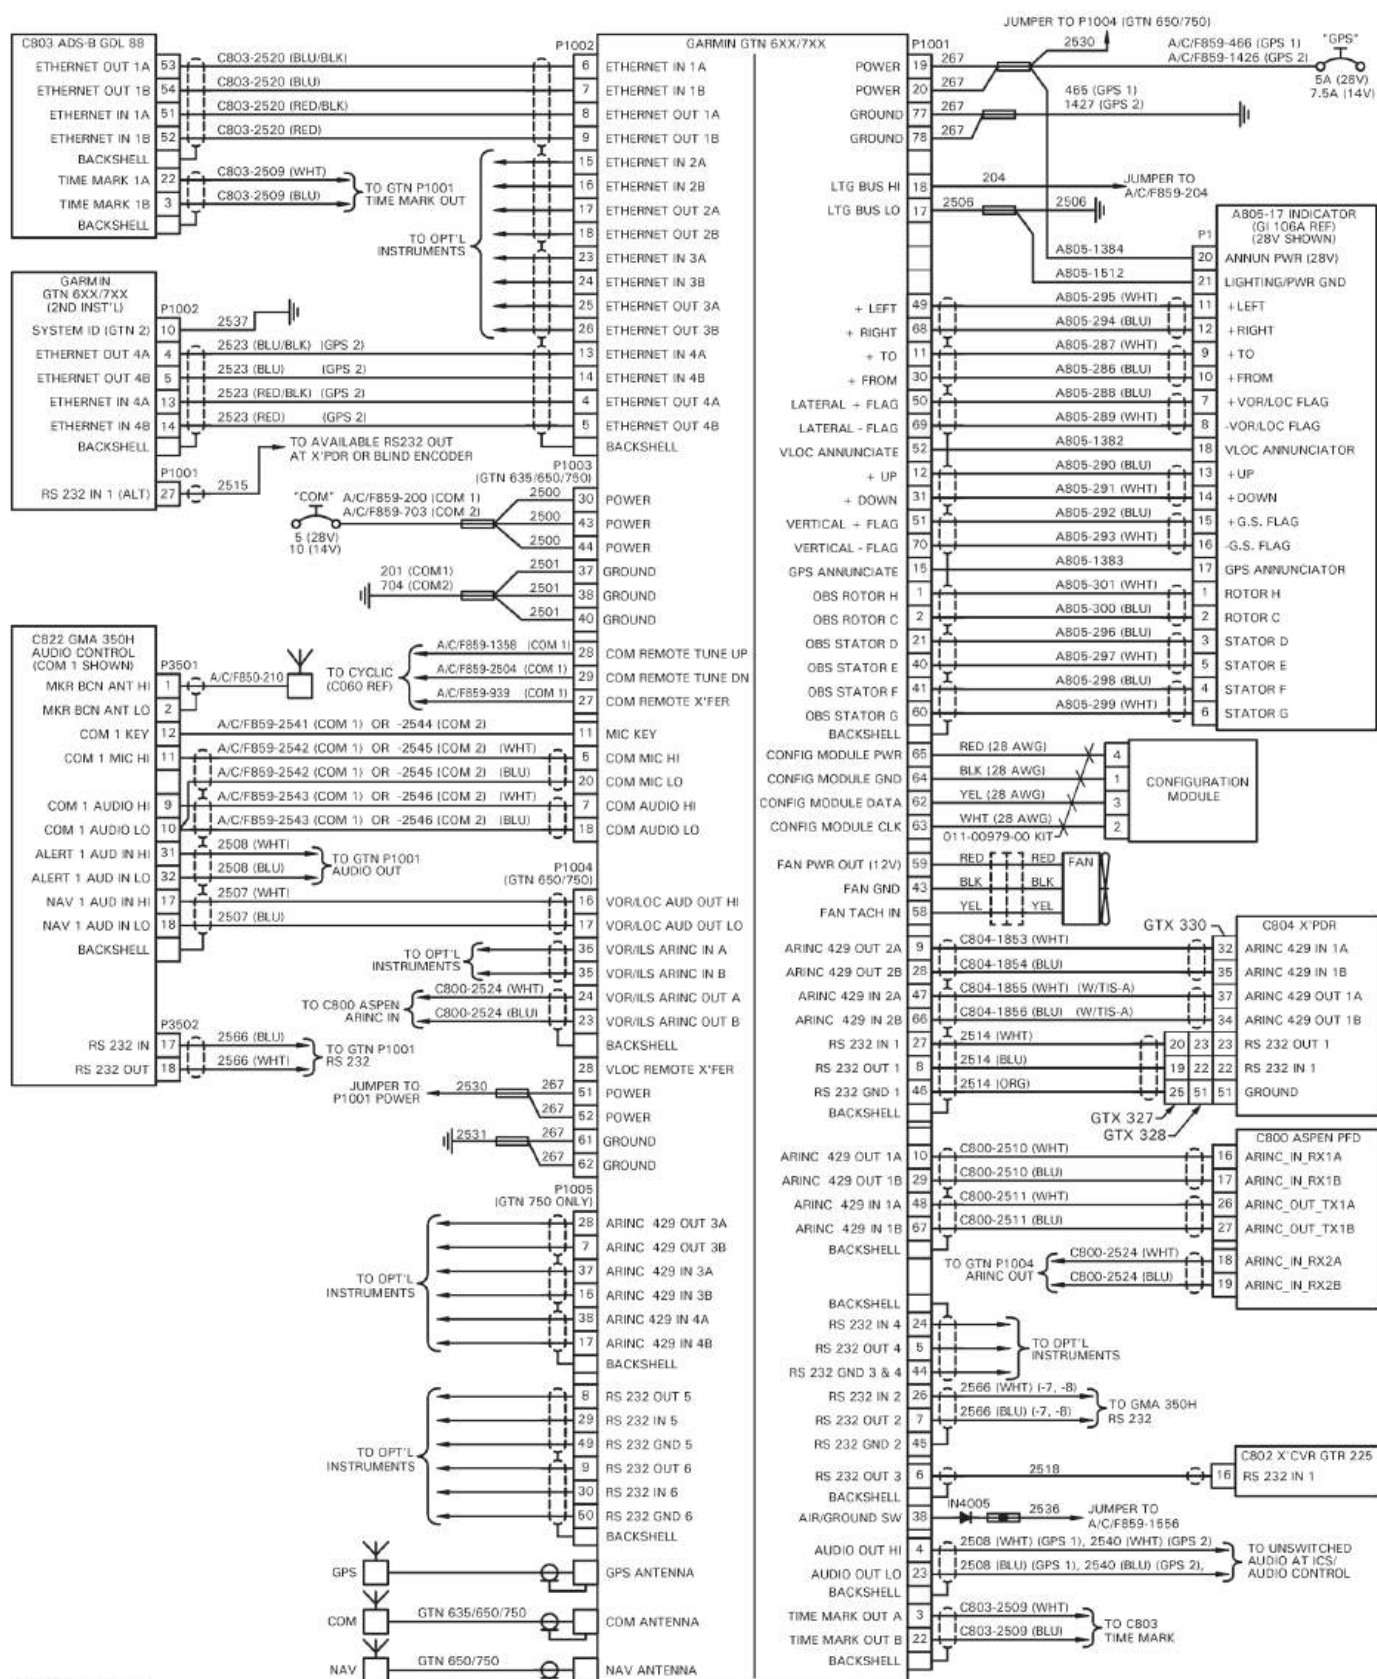 JUMPER TO P1004 (GTN 650/750)
C803 ADS-B GDL 88
ETHERNET OUT 1A 53 C803-2520 (BLU/BLK)
ETHERNET OUT 1B 54 C803-2520 (BLU)
ETHERNET IN 1A 51 C803-2520 (RED/BLK)
ETHERNET IN 1B 52 C803-2520 (RED)
BACKSHELL
TIME MARK 1A 22 C803-2509 (WHT)
TIME MARK 1B 3 C803-2509 (BLU)
BACKSHELL
TO GTN P1001
TIME MARK OUT
GARMIN
GTN 6XX/7XX
(2ND INST'L)
P1002
SYSTEM ID (GTN 2) 10 2537
ETHERNET OUT 4A 4 2523 (BLU/BLK) (GPS 2)
ETHERNET OUT 4B 5 2523 (BLU) (GPS 2)
ETHERNET IN 4A 13 2523 (RED/BLK) (GPS 2)
ETHERNET IN 4B 14 2523 (RED) (GPS 2)
BACKSHELL
P1001
RS 232 IN 1 (ALT) 27 2515
TO AVAILABLE RS232 OUT
AT X'PDR OR BLIND ENCODER
"COM"
5 (28V)
10 (14V)
A/C/F859-200 (COM 1)
A/C/F859-703 (COM 2)
201 (COM1)
704 (COM2)
C822 GMA 350H
AUDIO CONTROL
(COM 1 SHOWN)
P3501
MKR BCN ANT HI 1 A/C/F850-210
MKR BCN ANT LO 2
COM 1 KEY 12 A/C/F859-2541 (COM 1) OR -2544 (COM 2)
COM 1 MIC HI 11 A/C/F859-2542 (COM 1) OR -2545 (COM 2) (WHT)
A/C/F859-2542 (COM 1) OR -2545 (COM 2) (BLU)
COM 1 AUDIO HI 9 A/C/F859-2543 (COM 1) OR -2546 (COM 2) (WHT)
COM 1 AUDIO LO 10 A/C/F859-2543 (COM 1) OR -2546 (COM 2) (BLU)
ALERT 1 AUD IN HI 31 2508 (WHT)
ALERT 1 AUD IN LO 32 2508 (BLU)
TO GTN P1001
AUDIO OUT
NAV 1 AUD IN HI 17 2507 (WHT)
NAV 1 AUD IN LO 18 2507 (BLU)
BACKSHELL
P3502
RS 232 IN 17 2566 (BLU)
RS 232 OUT 18 2566 (WHT)
TO GTN P1001
RS 232
GARMIN GTN 6XX/7XX
P1002
6 ETHERNET IN 1A
7 ETHERNET IN 1B
8 ETHERNET OUT 1A
9 ETHERNET OUT 1B
15 ETHERNET IN 2A
16 ETHERNET IN 2B
17 ETHERNET OUT 2A
18 ETHERNET OUT 2B
23 ETHERNET IN 3A
24 ETHERNET IN 3B
25 ETHERNET OUT 3A
26 ETHERNET OUT 3B
TO OPT'L
INSTRUMENTS
13 ETHERNET IN 4A
14 ETHERNET IN 4B
4 ETHERNET OUT 4A
5 ETHERNET OUT 4B
BACKSHELL
P1003
(GTN 635/650/750)
2500 30 POWER
2500 43 POWER
2500 44 POWER
2501 37 GROUND
2501 38 GROUND
2501 40 GROUND
TO CYCLIC
(C060 REF)
A/C/F859-1358 (COM 1) 28 COM REMOTE TUNE UP
A/C/F859-2504 (COM 1) 29 COM REMOTE TUNE DN
A/C/F859-939 (COM 1) 27 COM REMOTE X'FER
11 MIC KEY
5 COM MIC HI
20 COM MIC LO
7 COM AUDIO HI
18 COM AUDIO LO
P1004
(GTN 650/750)
16 VOR/LOC AUD OUT HI
17 VOR/LOC AUD OUT LO
TO OPT'L
INSTRUMENTS
36 VOR/ILS ARINC IN A
35 VOR/ILS ARINC IN B
TO C800 ASPEN
ARINC IN
C800-2524 (WHT) 24 VOR/ILS ARINC OUT A
C800-2524 (BLU) 23 VOR/ILS ARINC OUT B
BACKSHELL
28 VLOC REMOTE X'FER
JUMPER TO
P1001 POWER
2530 267 51 POWER
267 52 POWER
2531 267 61 GROUND
267 62 GROUND
P1005
(GTN 750 ONLY)
28 ARINC 429 OUT 3A
7 ARINC 429 OUT 3B
37 ARINC 429 IN 3A
16 ARINC 429 IN 3B
38 ARINC 429 IN 4A
17 ARINC 429 IN 4B
BACKSHELL
TO OPT'L
INSTRUMENTS
8 RS 232 OUT 5
29 RS 232 IN 5
49 RS 232 GND 5
9 RS 232 OUT 6
30 RS 232 IN 6
50 RS 232 GND 6
BACKSHELL
TO OPT'L
INSTRUMENTS
GPS GPS ANTENNA
COM GTN 635/650/750 COM ANTENNA
NAV GTN 650/750 NAV ANTENNA
P1001
POWER 19 267
POWER 20 267
GROUND 77 267
GROUND 78 267
2530
A/C/F859-466 (GPS 1)
A/C/F859-1426 (GPS 2)
"GPS"
5A (28V)
7.5A (14V)
465 (GPS 1)
1427 (GPS 2)
LTG BUS HI 18 204 JUMPER TO
A/C/F859-204
LTG BUS LO 17 2506 2506
A805-17 INDICATOR
(GI 106A REF)
(28V SHOWN)
P1
A805-1384 20 ANNUN PWR (28V)
A805-1512 21 LIGHTING/PWR GND
+ LEFT 49 A805-295 (WHT) 11 +LEFT
+ RIGHT 68 A805-294 (BLU) 12 +RIGHT
+ TO 11 A805-287 (WHT) 9 +TO
+ FROM 30 A805-286 (BLU) 10 +FROM
LATERAL + FLAG 50 A805-288 (BLU) 7 +VOR/LOC FLAG
LATERAL - FLAG 69 A805-289 (WHT) 8 -VOR/LOC FLAG
VLOC ANNUNCIATE 52 A805-1382 18 VLOC ANNUNCIATOR
+ UP 12 A805-290 (BLU) 13 +UP
+ DOWN 31 A805-291 (WHT) 14 +DOWN
VERTICAL + FLAG 51 A805-292 (BLU) 15 +G.S. FLAG
VERTICAL - FLAG 70 A805-293 (WHT) 16 -G.S. FLAG
GPS ANNUNCIATE 15 A805-1383 17 GPS ANNUNCIATOR
OBS ROTOR H 1 A805-301 (WHT) 1 ROTOR H
OBS ROTOR C 2 A805-300 (BLU) 2 ROTOR C
OBS STATOR D 21 A805-296 (BLU) 3 STATOR D
OBS STATOR E 40 A805-297 (WHT) 5 STATOR E
OBS STATOR F 41 A805-298 (BLU) 4 STATOR F
OBS STATOR G 60 A805-299 (WHT) 6 STATOR G
BACKSHELL
CONFIG MODULE PWR 65 RED (28 AWG) 4
CONFIG MODULE GND 64 BLK (28 AWG) 1
CONFIG MODULE DATA 62 YEL (28 AWG) 3
CONFIG MODULE CLK 63 WHT (28 AWG) 2
CONFIGURATION
MODULE
011-00979-00 KIT
FAN PWR OUT (12V) 59 RED RED FAN
FAN GND 43 BLK BLK
FAN TACH IN 58 YEL YEL
GTX 330
C804 X'PDR
ARINC 429 OUT 2A 9 C804-1853 (WHT) 32 ARINC 429 IN 1A
ARINC 429 OUT 2B 28 C804-1854 (BLU) 35 ARINC 429 IN 1B
ARINC 429 IN 2A 47 C804-1855 (WHT) (W/TIS-A) 37 ARINC 429 OUT 1A
ARINC 429 IN 2B 66 C804-1856 (BLU) (W/TIS-A) 34 ARINC 429 OUT 1B
RS 232 IN 1 27 2514 (WHT) 20 23 23 RS 232 OUT 1
RS 232 OUT 1 8 2514 (BLU) 19 22 22 RS 232 IN 1
RS 232 GND 1 46 2514 (ORG) 25 51 51 GROUND
BACKSHELL
GTX 327
GTX 328
C800 ASPEN PFD
ARINC 429 OUT 1A 10 C800-2510 (WHT) 16 ARINC_IN_RX1A
ARINC 429 OUT 1B 29 C800-2510 (BLU) 17 ARINC_IN_RX1B
ARINC 429 IN 1A 48 C800-2511 (WHT) 26 ARINC_OUT_TX1A
ARINC 429 IN 1B 67 C800-2511 (BLU) 27 ARINC_OUT_TX1B
BACKSHELL
TO GTN P1004
ARINC OUT
C800-2524 (WHT) 18 ARINC_IN_RX2A
C800-2524 (BLU) 19 ARINC_IN_RX2B
BACKSHELL
RS 232 IN 4 24
RS 232 OUT 4 5
RS 232 GND 3 & 4 44
TO OPT'L
INSTRUMENTS
RS 232 IN 2 26 2566 (WHT) (-7, -8)
RS 232 OUT 2 7 2566 (BLU) (-7, -8)
RS 232 GND 2 45
TO GMA 350H
RS 232
C802 X'CVR GTR 225
RS 232 OUT 3 6 2518 16 RS 232 IN 1
BACKSHELL
AIR/GROUND SW 38 IN4005 2536 JUMPER TO
A/C/F859-1556
AUDIO OUT HI 4 2508 (WHT) (GPS 1), 2540 (WHT) (GPS 2)
AUDIO OUT LO 23 2508 (BLU) (GPS 1), 2540 (BLU) (GPS 2),
BACKSHELL
TO UNSWITCHED
AUDIO AT ICS/
AUDIO CONTROL
TIME MARK OUT A 3 C803-2509 (WHT)
TIME MARK OUT B 22 C803-2509 (BLU)
BACKSHELL
TO C803
TIME MARK